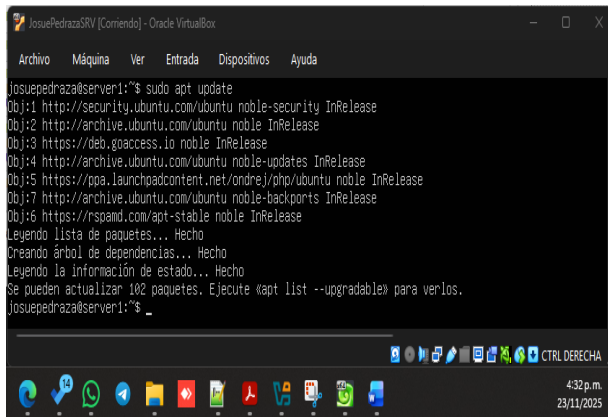 JosuePedrazaSRV [Corriendo] - Oracle VirtualBox
Archivo Máquina Ver Entrada Dispositivos Ayuda
josuepedraza@server1:~$ sudo apt update
Obj:1 http://security.ubuntu.com/ubuntu noble-security InRelease
Obj:2 http://archive.ubuntu.com/ubuntu noble InRelease
Obj:3 https://deb.goaccess.io noble InRelease
Obj:4 http://archive.ubuntu.com/ubuntu noble-updates InRelease
Obj:5 https://ppa.launchpadcontent.net/ondrej/php/ubuntu noble InRelease
Obj:7 http://archive.ubuntu.com/ubuntu noble-backports InRelease
Obj:6 https://rspamd.com/apt-stable noble InRelease
Leyendo lista de paquetes... Hecho
Creando árbol de dependencias... Hecho
Leyendo la información de estado... Hecho
Se pueden actualizar 102 paquetes. Ejecute «apt list --upgradable» para verlos.
josuepedraza@server1:~$ _
CTRL DERECHA
14
4:32 p.m.
23/11/2025